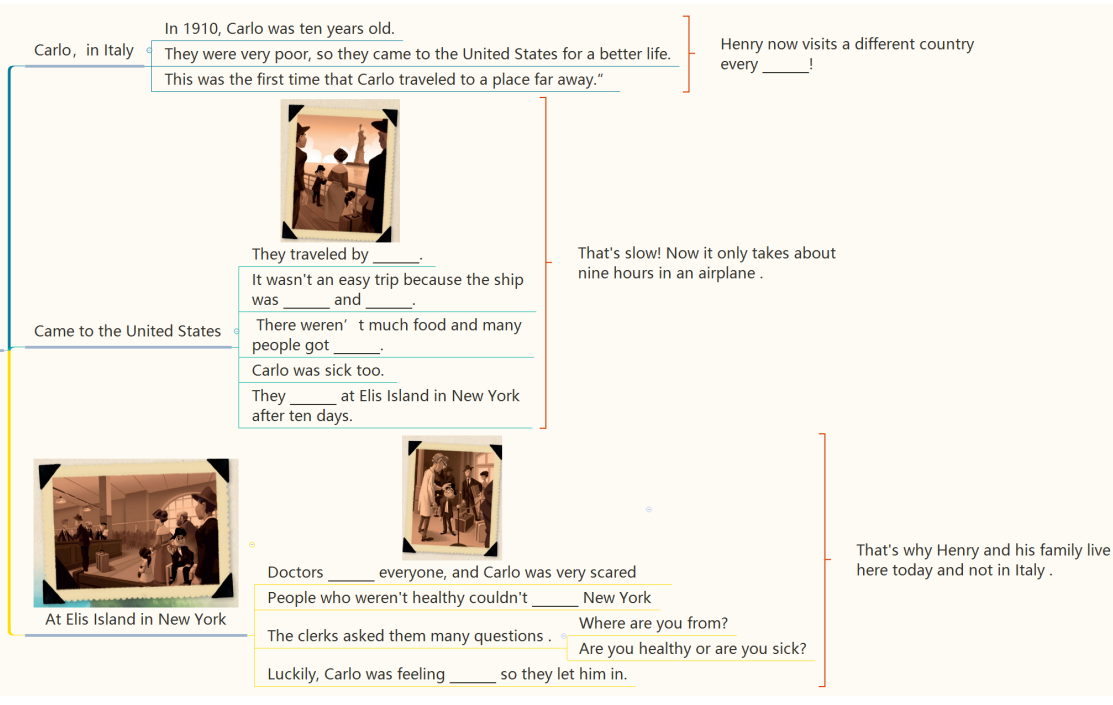 Carlo，in Italy
In 1910, Carlo was ten years old.
They were very poor, so they came to the United States for a better life.
This was the first time that Carlo traveled to a place far away.”
Henry now visits a different country
every ______!
Came to the United States
They traveled by ______.
It wasn't an easy trip because the ship
was ______ and ______.
There weren’t much food and many
people got ______.
Carlo was sick too.
They ______ at Elis Island in New York
after ten days.
That's slow! Now it only takes about
nine hours in an airplane .
At Elis Island in New York
Doctors ______ everyone, and Carlo was very scared
People who weren't healthy couldn't ______ New York
The clerks asked them many questions .
Where are you from?
Are you healthy or are you sick?
Luckily, Carlo was feeling ______ so they let him in.
That's why Henry and his family live
here today and not in Italy .